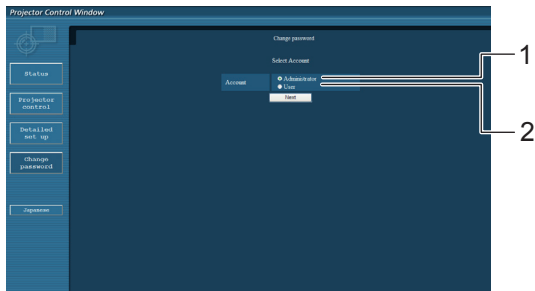 Projector Control Window
Change password
Select Account
Status
Account
Administrator
User
Next
Projector
control
Detailed
set up
Change
password
Japanese
1
2